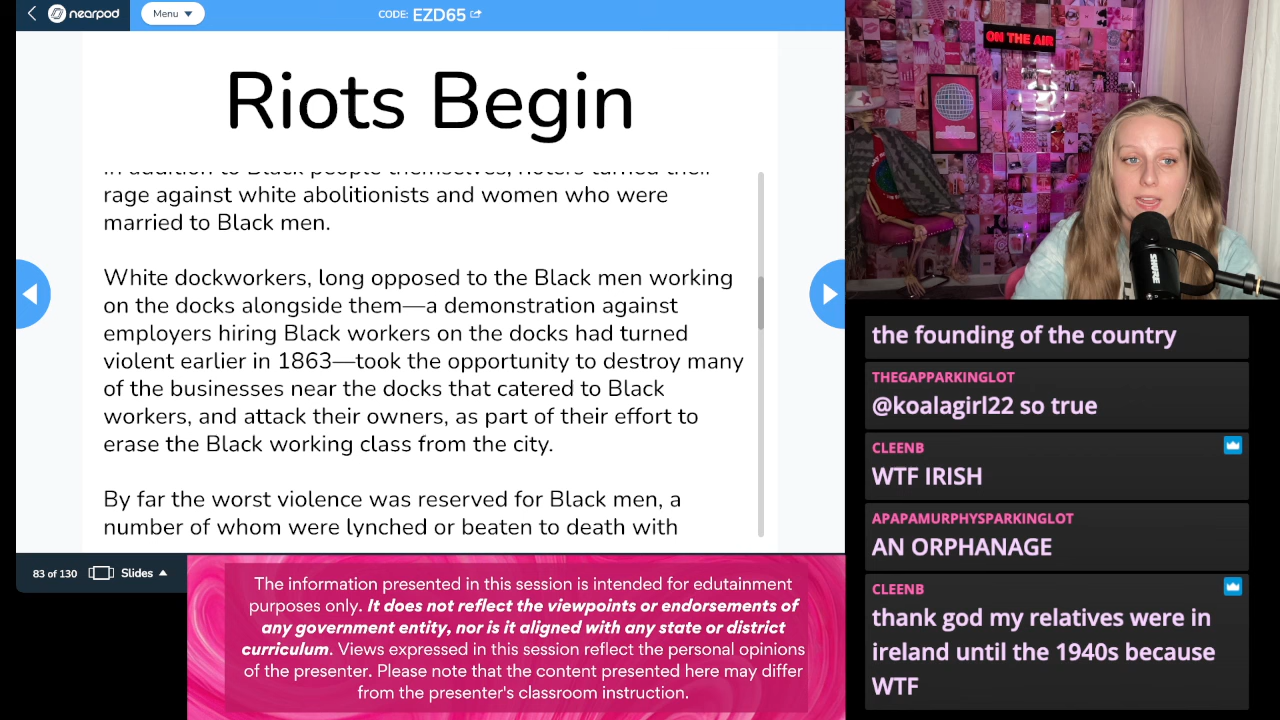 nearpod
Menu
CODE: EZD65
Riots Begin
in addition to Black people themselves, rioters turned their
rage against white abolitionists and women who were
married to Black men.
White dockworkers, long opposed to the Black men working
on the docks alongside them—a demonstration against
employers hiring Black workers on the docks had turned
violent earlier in 1863—took the opportunity to destroy many
of the businesses near the docks that catered to Black
workers, and attack their owners, as part of their effort to
erase the Black working class from the city.
By far the worst violence was reserved for Black men, a
number of whom were lynched or beaten to death with
83 of 130
Slides
The information presented in this session is intended for edutainment
purposes only. It does not reflect the viewpoints or endorsements of
any government entity, nor is it aligned with any state or district
curriculum. Views expressed in this session reflect the personal opinions
of the presenter. Please note that the content presented here may differ
from the presenter's classroom instruction.
ON THE AIR
SHURE
the founding of the country
THEGAPPARKINGLOT
@koalagirl22 so true
CLEENB
WTF IRISH
APAPAMURPHYSPARKINGLOT
AN ORPHANAGE
CLEENB
thank god my relatives were in
ireland until the 1940s because
WTF